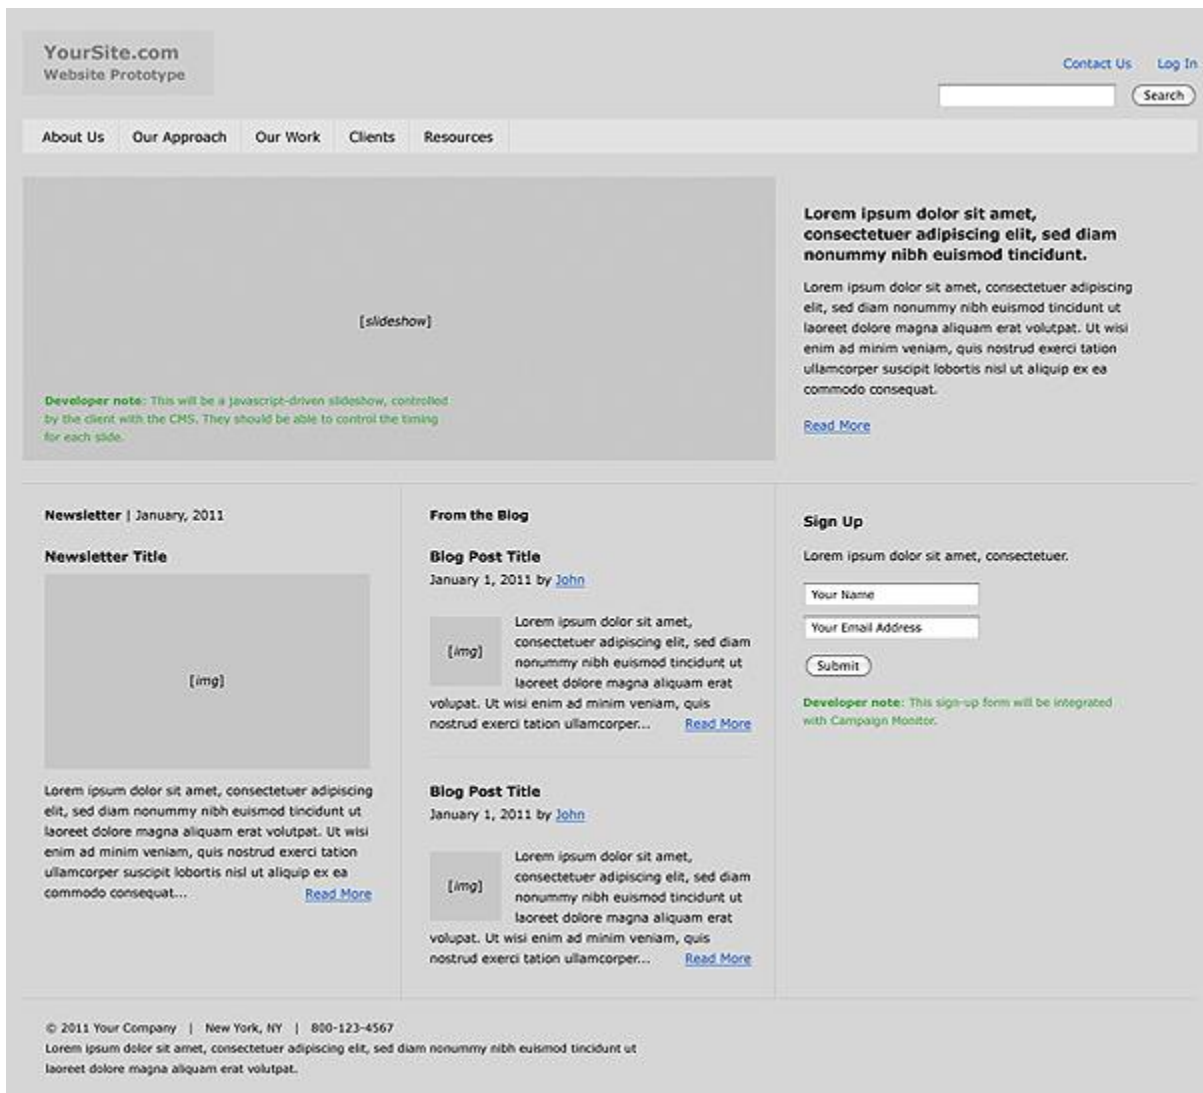 YourSite.com
Website Prototype
Contact Us Log In
Search
About Us Our Approach Our Work Clients Resources
[slideshow]
Developer note: This will be a javascript-driven slideshow, controlled
by the client with the CMS. They should be able to control the timing
for each slide.
Lorem ipsum dolor sit amet,
consectetuer adipiscing elit, sed diam
nonummy nibh euismod tincidunt.
Lorem ipsum dolor sit amet, consectetuer adipiscing
elit, sed diam nonummy nibh euismod tincidunt ut
laoreet dolore magna aliquam erat volutpat. Ut wisi
enim ad minim veniam, quis nostrud exerci tation
ullamcorper suscipit lobortis nisl ut aliquip ex ea
commodo consequat.
Read More
Newsletter | January, 2011
Newsletter Title
[img]
Lorem ipsum dolor sit amet, consectetuer adipiscing
elit, sed diam nonummy nibh euismod tincidunt ut
laoreet dolore magna aliquam erat volutpat. Ut wisi
enim ad minim veniam, quis nostrud exerci tation
ullamcorper suscipit lobortis nisl ut aliquip ex ea
commodo consequat... Read More
From the Blog
Blog Post Title
January 1, 2011 by John
[img]
Lorem ipsum dolor sit amet,
consectetuer adipiscing elit, sed diam
nonummy nibh euismod tincidunt ut
laoreet dolore magna aliquam erat
volupat. Ut wisi enim ad minim veniam, quis
nostrud exerci tation ullamcorper... Read More
Blog Post Title
January 1, 2011 by John
[img]
Lorem ipsum dolor sit amet,
consectetuer adipiscing elit, sed diam
nonummy nibh euismod tincidunt ut
laoreet dolore magna aliquam erat
volupat. Ut wisi enim ad minim veniam, quis
nostrud exerci tation ullamcorper... Read More
Sign Up
Lorem ipsum dolor sit amet, consectetuer.
Your Name
Your Email Address
Submit
Developer note: This sign-up form will be integrated
with Campaign Monitor.
© 2011 Your Company | New York, NY | 800-123-4567
Lorem ipsum dolor sit amet, consectetuer adipiscing elit, sed diam nonummy nibh euismod tincidunt ut
laoreet dolore magna aliquam erat volutpat.